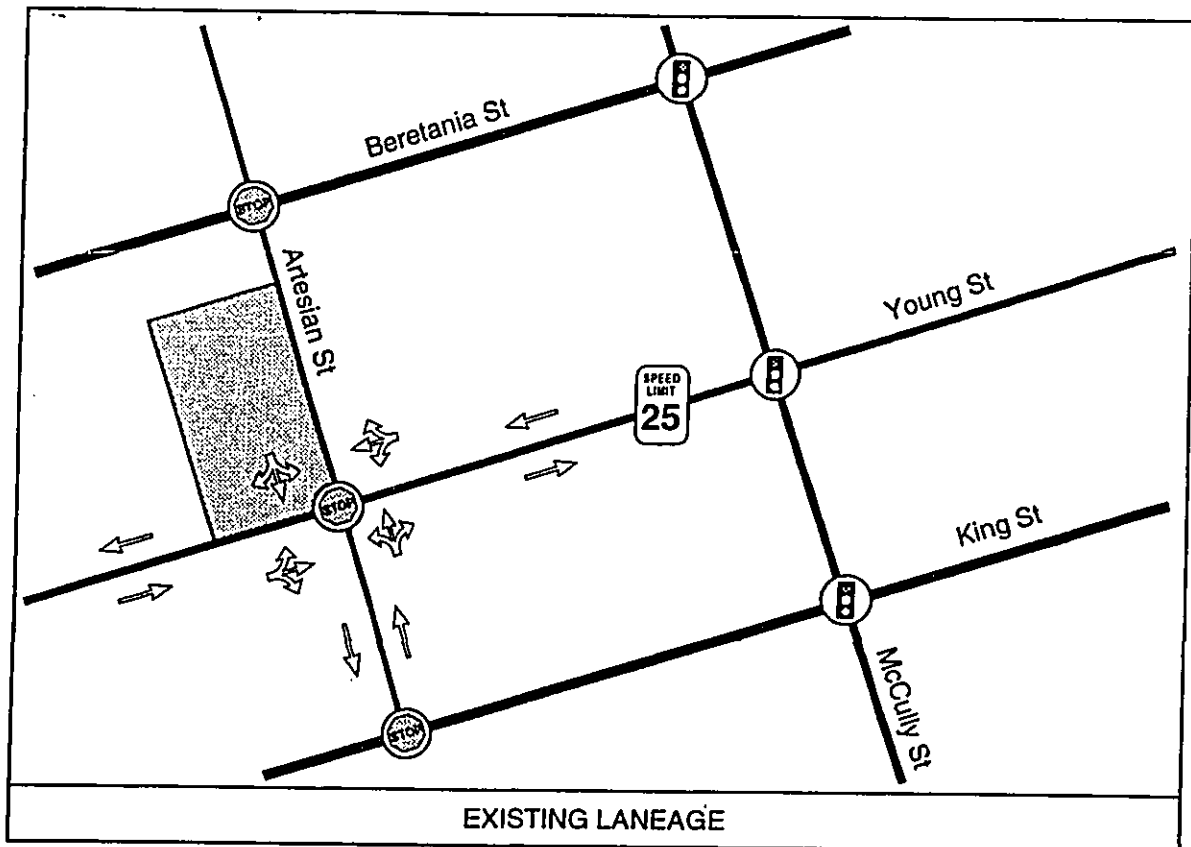 Beretania St
STOP
Artesian St
Young St
SPEED
LIMIT
25
STOP
King St
McCully St
STOP
EXISTING LANEAGE